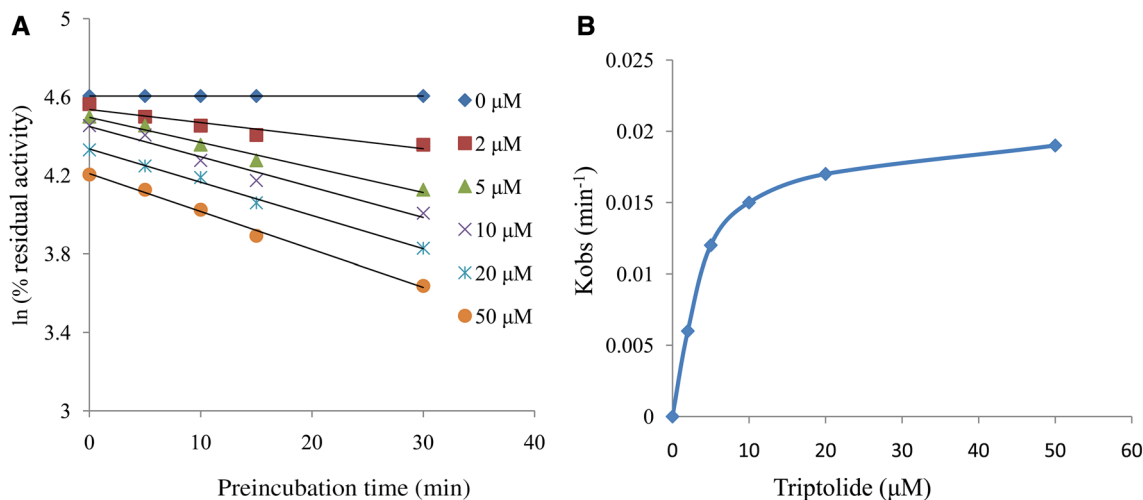 A
ln (% residual activity)
5
4.6
4.2
3.8
3.4
3
0
10
20
30
40
Preincubation time (min)
0 μM
2 μM
5 μM
10 μM
20 μM
50 μM
B
Kobs (min⁻¹)
0.025
0.02
0.015
0.01
0.005
0
0
10
20
30
40
50
60
Triptolide (μM)